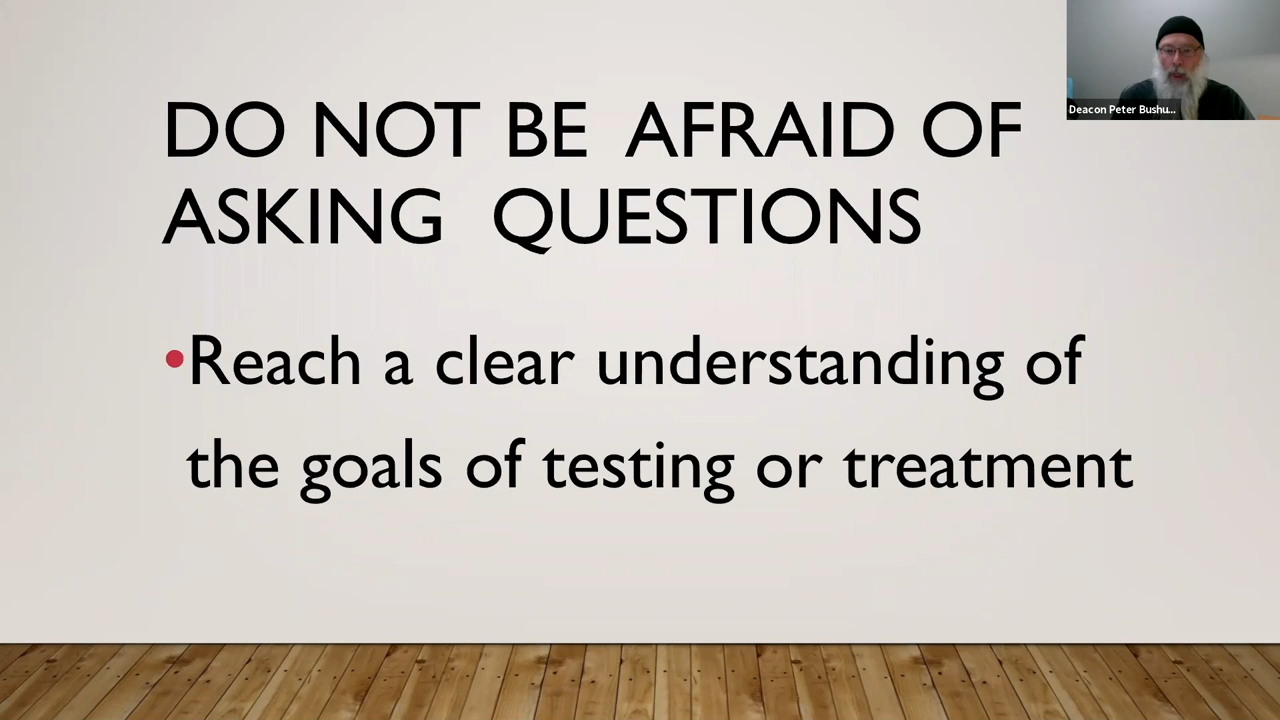 DO NOT BE AFRAID OF
ASKING QUESTIONS
•Reach a clear understanding of
the goals of testing or treatment
Deacon Peter Bushu...